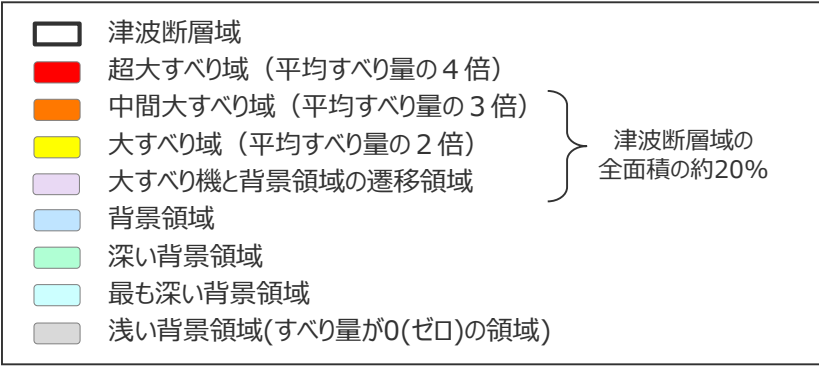 津波断層域
超大すべり域（平均すべり量の４倍）
中間大すべり域（平均すべり量の３倍）
大すべり域（平均すべり量の２倍）
大すべり機と背景領域の遷移領域
津波断層域の
全面積の約20%
背景領域
深い背景領域
最も深い背景領域
浅い背景領域(すべり量が0(ゼロ)の領域)